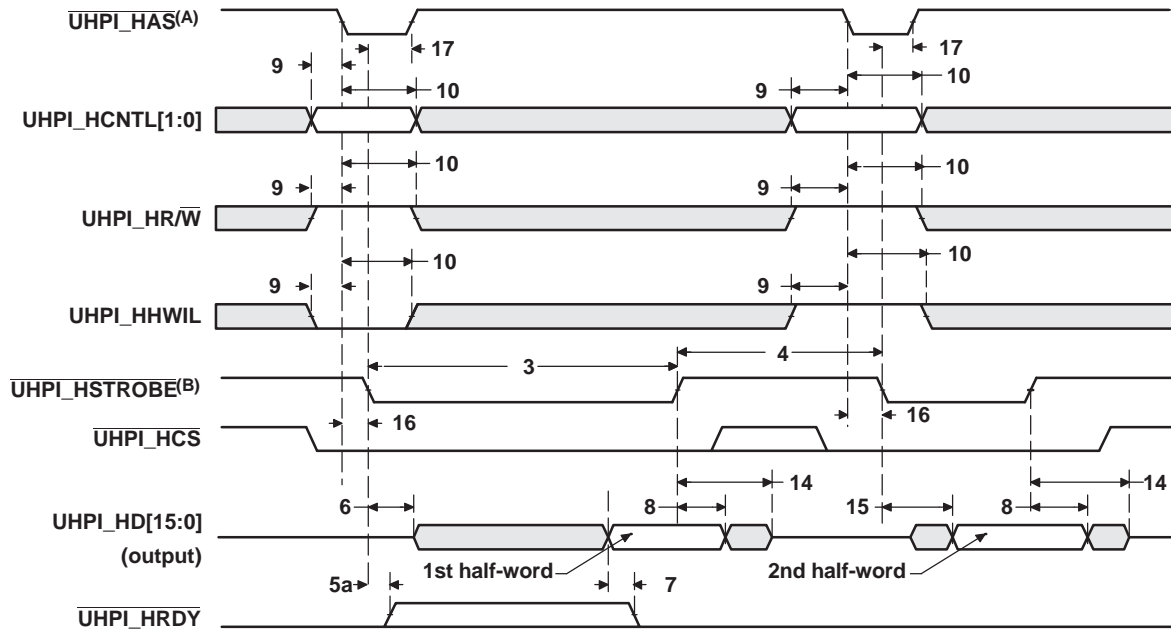 UHPI_HAS(A)
17
17
9
10
9
10
UHPI_HCNTL[1:0]
10
10
9
9
UHPI_HR/W
10
10
9
9
UHPI_HHWIL
3
4
UHPI_HSTROBE(B)
16
16
UHPI_HCS
14
14
6
8
15
8
UHPI_HD[15:0]
(output)
1st half-word
2nd half-word
5a
7
UHPI_HRDY